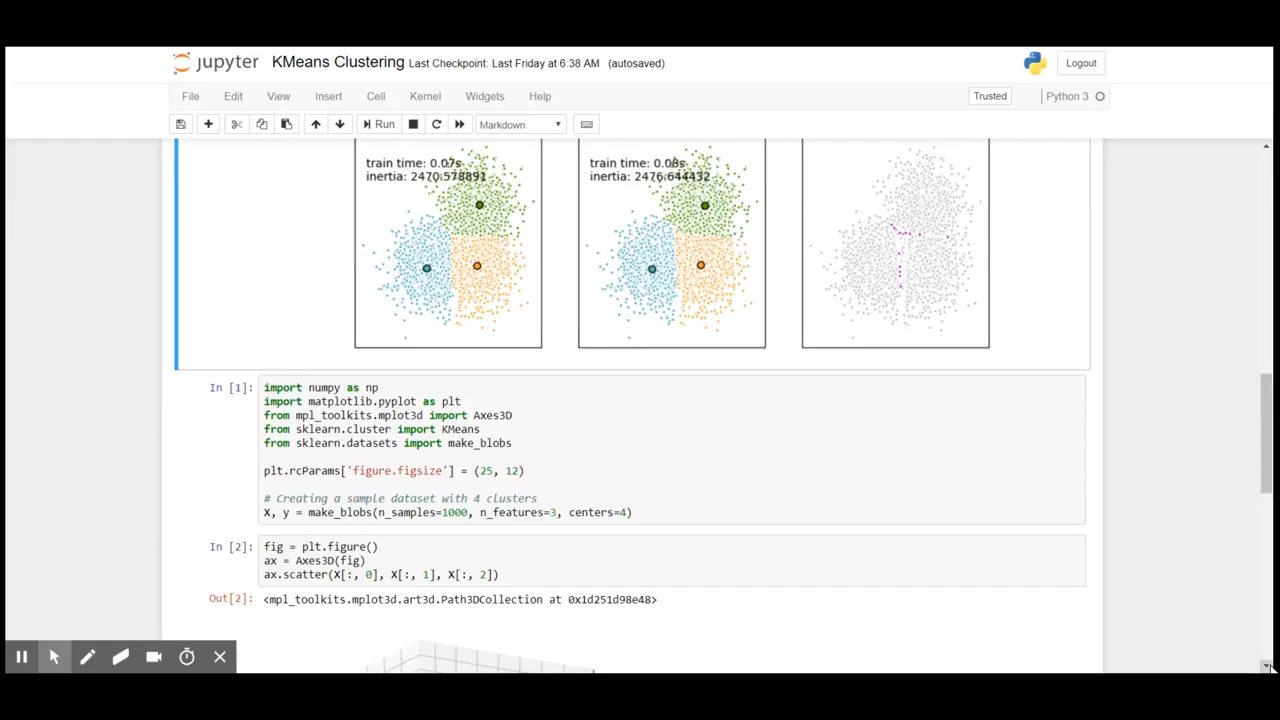 jupyter KMeans Clustering Last Checkpoint: Last Friday at 6:38 AM (autosaved) Logout
File Edit View Insert Cell Kernel Widgets Help Trusted Python 3
Run Markdown
train time: 0.07s
inertia: 2470.578891
train time: 0.08s
inertia: 2476.644432
In [1]: import numpy as np
import matplotlib.pyplot as plt
from mpl_toolkits.mplot3d import Axes3D
from sklearn.cluster import KMeans
from sklearn.datasets import make_blobs
plt.rcParams['figure.figsize'] = (25, 12)
# Creating a sample dataset with 4 clusters
X, y = make_blobs(n_samples=1000, n_features=3, centers=4)
In [2]: fig = plt.figure()
ax = Axes3D(fig)
ax.scatter(X[:, 0], X[:, 1], X[:, 2])
Out[2]: <mpl_toolkits.mplot3d.art3d.Path3DCollection at 0x1d251d98e48>